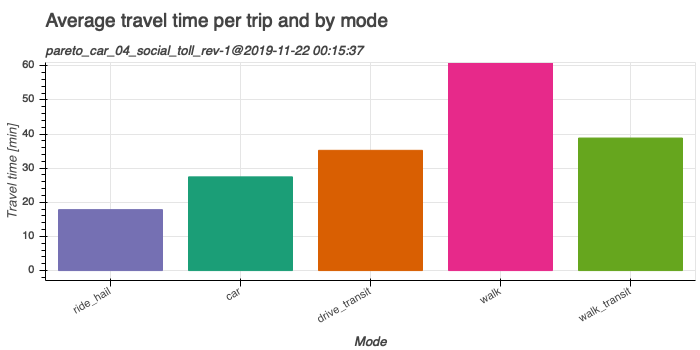 Average travel time per trip and by mode
pareto_car_04_social_toll_rev-1@2019-11-22 00:15:37
Travel time [min]
60
50
40
30
20
10
0
ride_hail
car
drive_transit
walk
walk_transit
Mode